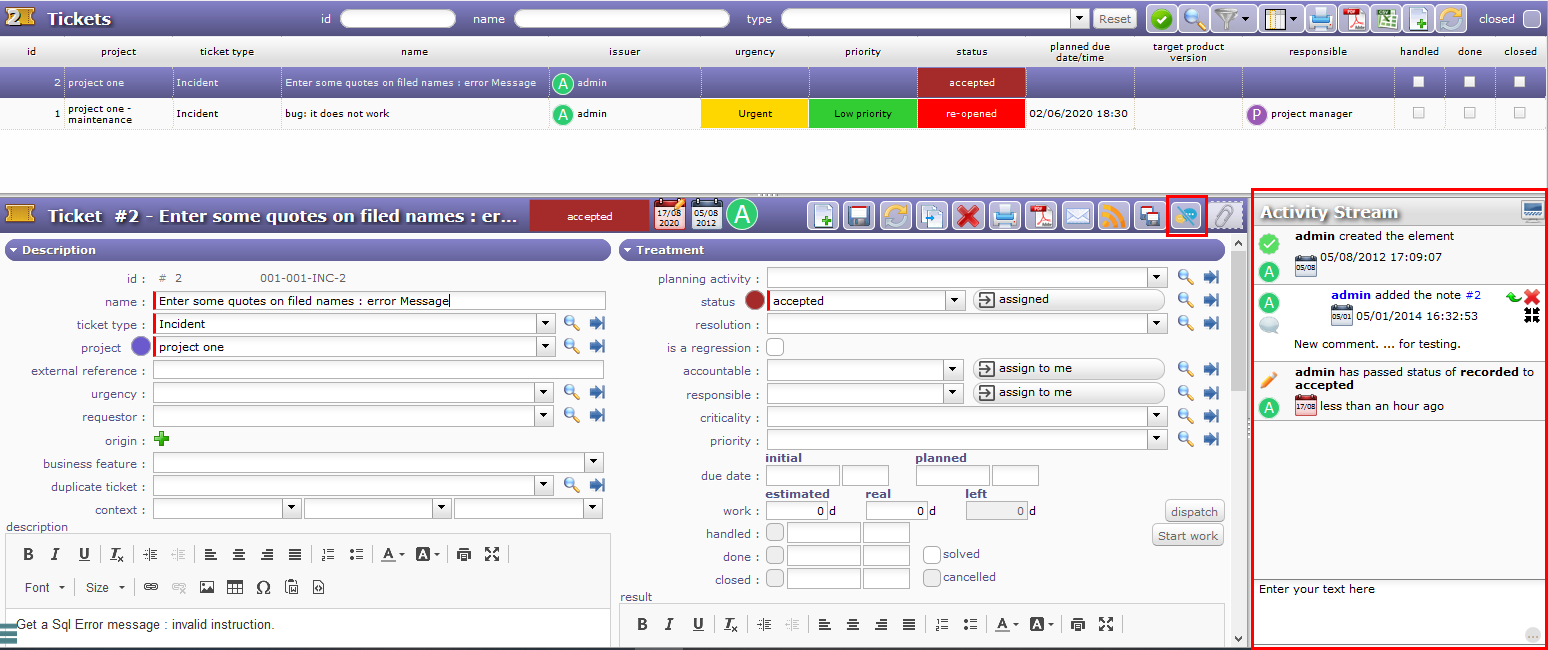 Tickets id name type Reset closed
id project ticket type name issuer urgency priority status planned due date/time target product version responsible handled done closed
2 project one Incident Enter some quotes on filed names : error Message A admin accepted
1 project one - maintenance Incident bug: it does not work A admin Urgent Low priority re-opened 02/06/2020 18:30 P project manager
Ticket #2 - Enter some quotes on filed names : er... accepted 17/08 2020 05/08 2012 A
Description
id : # 2 001-001-INC-2
name : Enter some quotes on filed names : error Message
ticket type : Incident
project project one
external reference :
urgency :
requestor :
origin :
business feature :
duplicate ticket :
context :
description
B I U Tx A A
Font Size Ω
Get a Sql Error message : invalid instruction.
Treatment
planning activity :
status accepted assigned
resolution :
is a regression :
accountable : assign to me
responsible : assign to me
criticality :
priority :
initial planned
due date :
estimated real left
work : 0 d 0 d 0 d dispatch
Start work
handled :
done : solved
closed : cancelled
result
B I U Tx A A
Activity Stream
admin created the element
05/08 05/08/2012 17:09:07
A
A admin added the note #2
05/01 05/01/2014 16:32:53
New comment. ... for testing.
admin has passed status of recorded to
accepted
A 17/08 less than an hour ago
Enter your text here